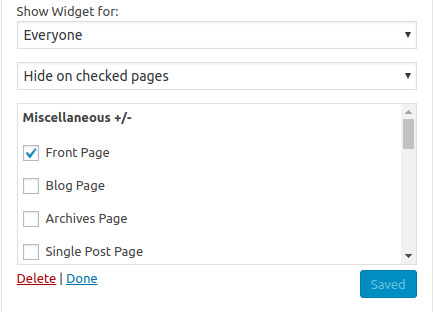 Show Widget for:
Everyone
Hide on checked pages
Miscellaneous +/-
Front Page
Blog Page
Archives Page
Single Post Page
Delete | Done
Saved